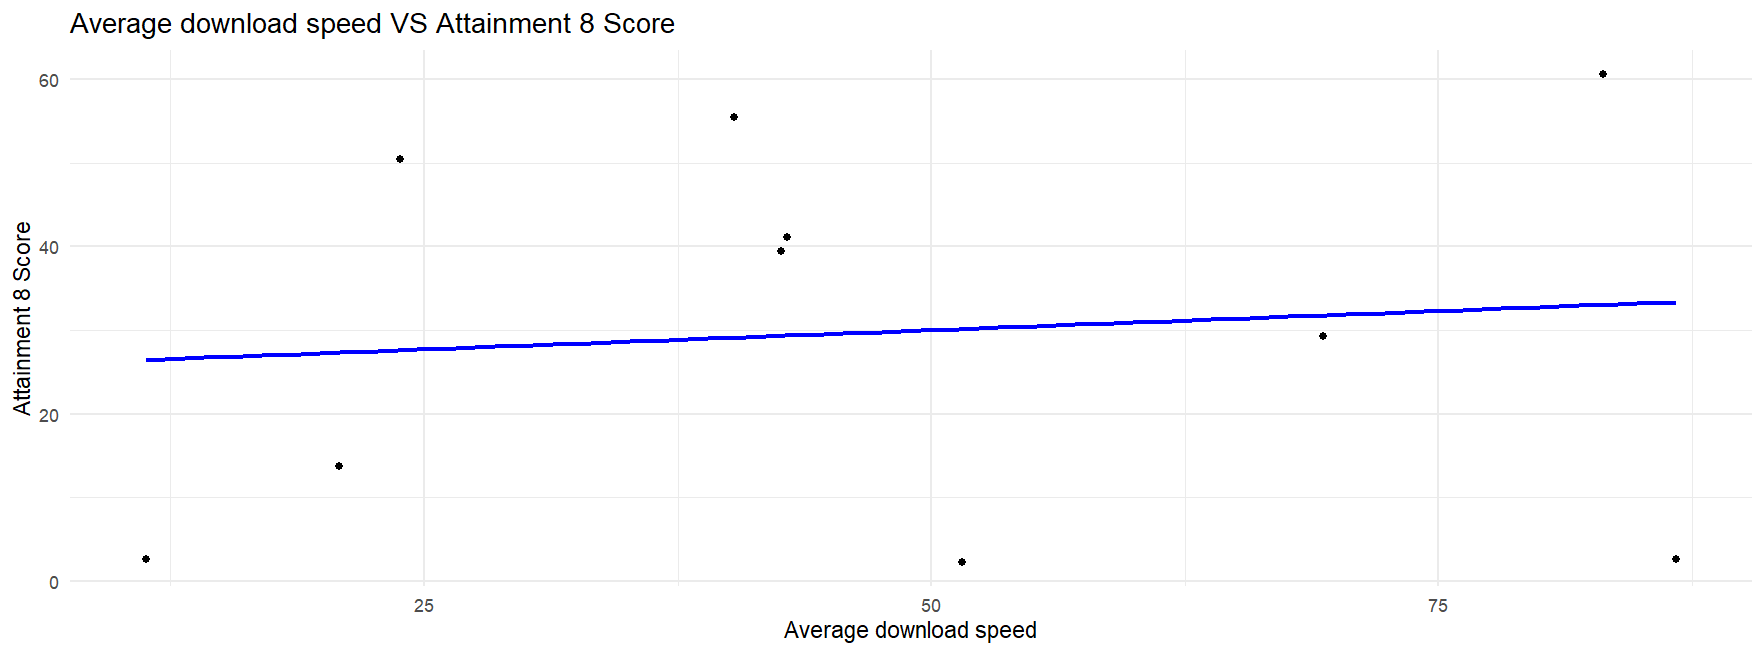 Average download speed VS Attainment 8 Score
Attainment 8 Score
60
40
20
0
25 50 75
Average download speed